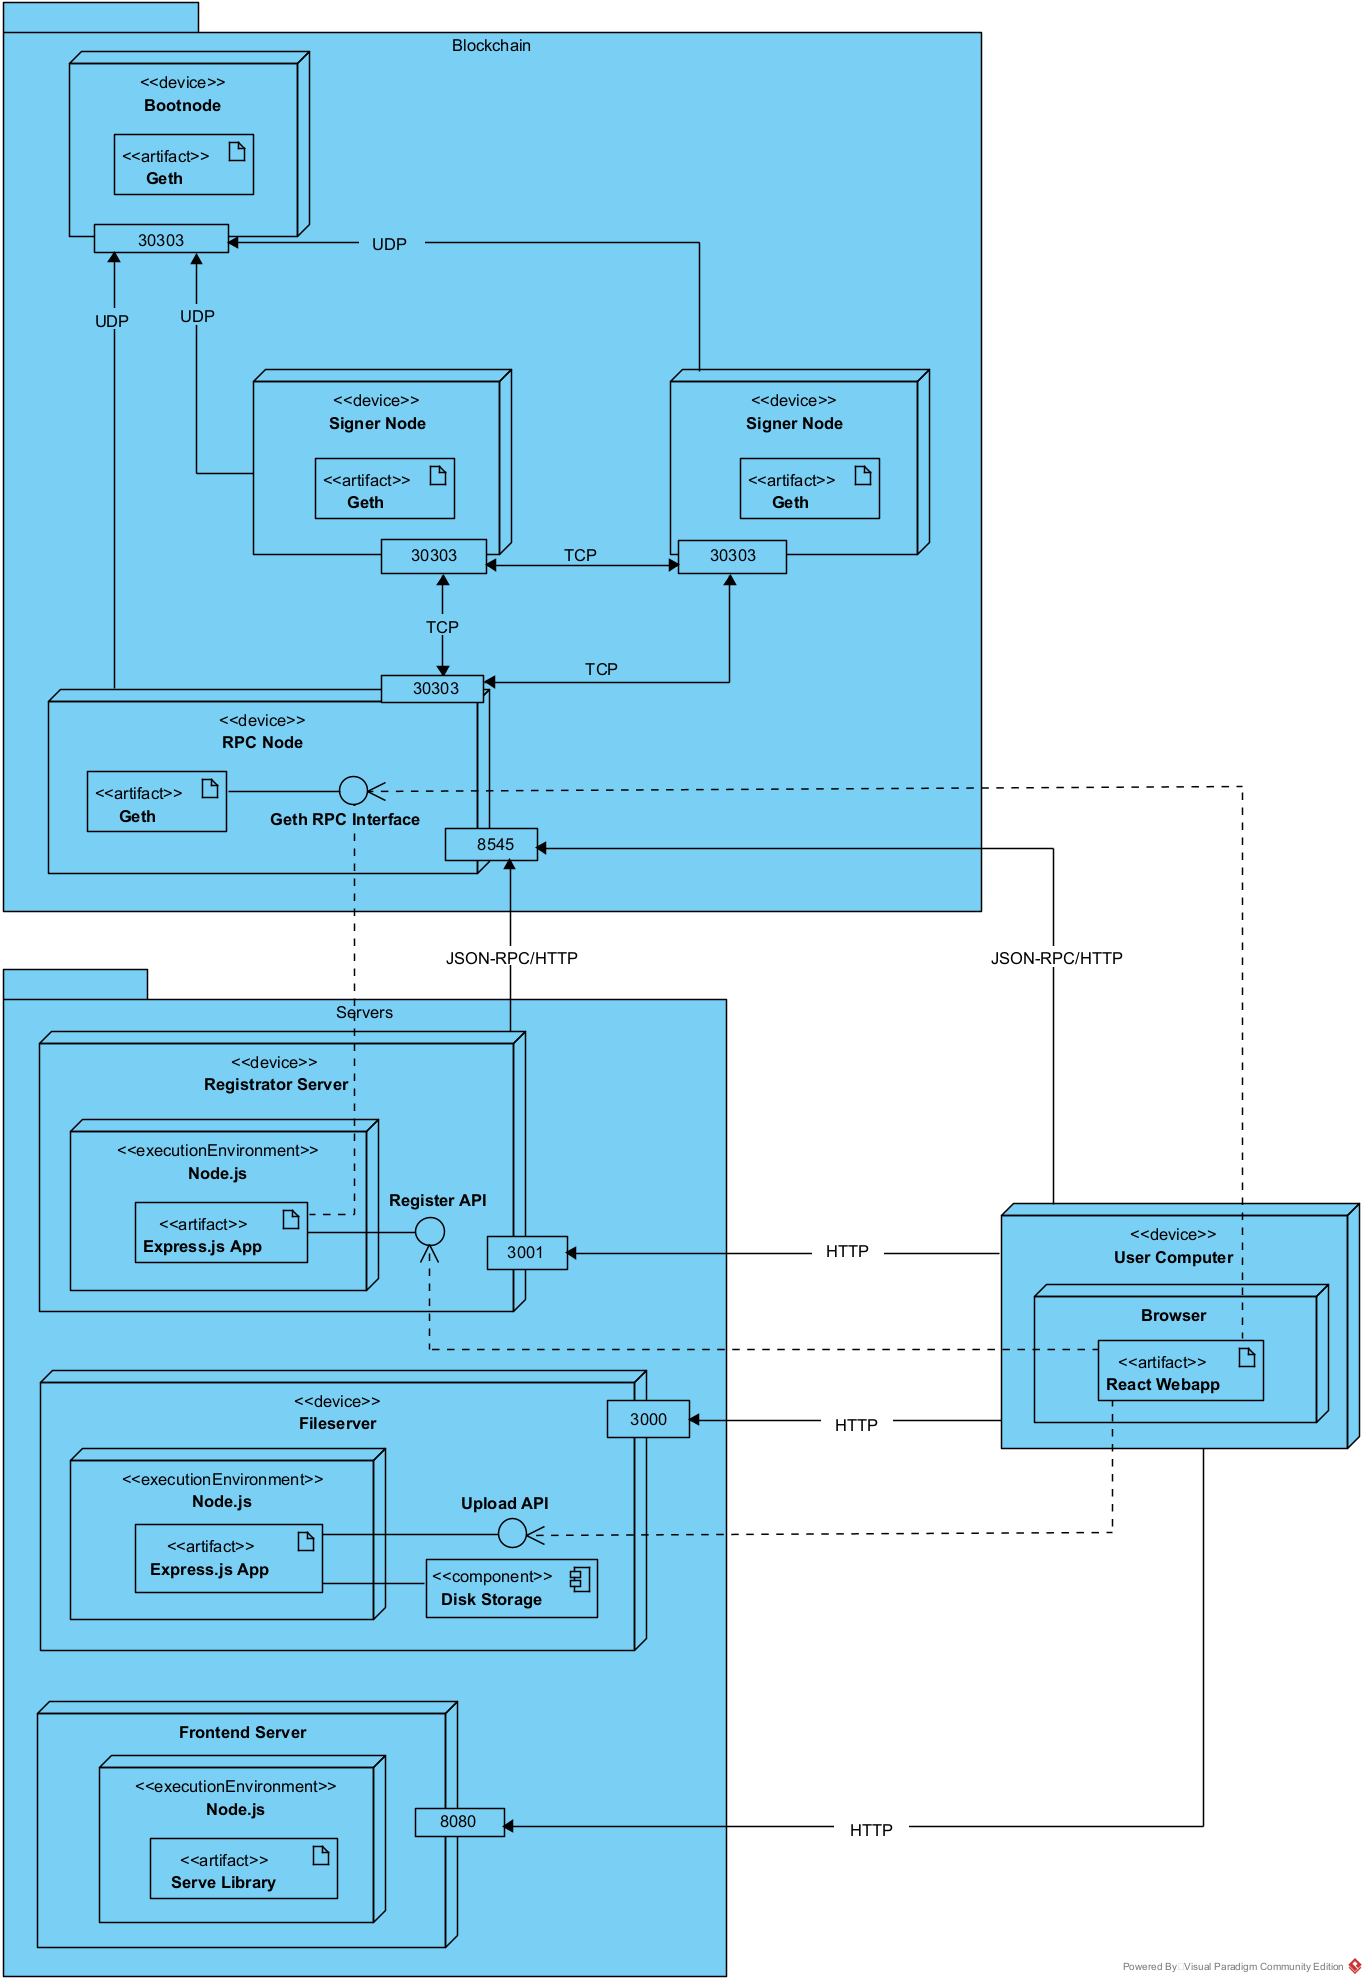 Blockchain
<<device>>
Bootnode
<<artifact>>
Geth
30303
UDP
UDP
UDP
<<device>>
Signer Node
<<artifact>>
Geth
30303
<<device>>
Signer Node
<<artifact>>
Geth
30303
TCP
TCP
TCP
30303
<<device>>
RPC Node
<<artifact>>
Geth
Geth RPC Interface
8545
JSON-RPC/HTTP
JSON-RPC/HTTP
Servers
<<device>>
Registrator Server
<<executionEnvironment>>
Node.js
<<artifact>>
Express.js App
Register API
3001
HTTP
<<device>>
User Computer
Browser
<<artifact>>
React Webapp
<<device>>
Fileserver
3000
HTTP
<<executionEnvironment>>
Node.js
<<artifact>>
Express.js App
Upload API
<<component>>
Disk Storage
Frontend Server
<<executionEnvironment>>
Node.js
<<artifact>>
Serve Library
8080
HTTP
Powered By Visual Paradigm Community Edition